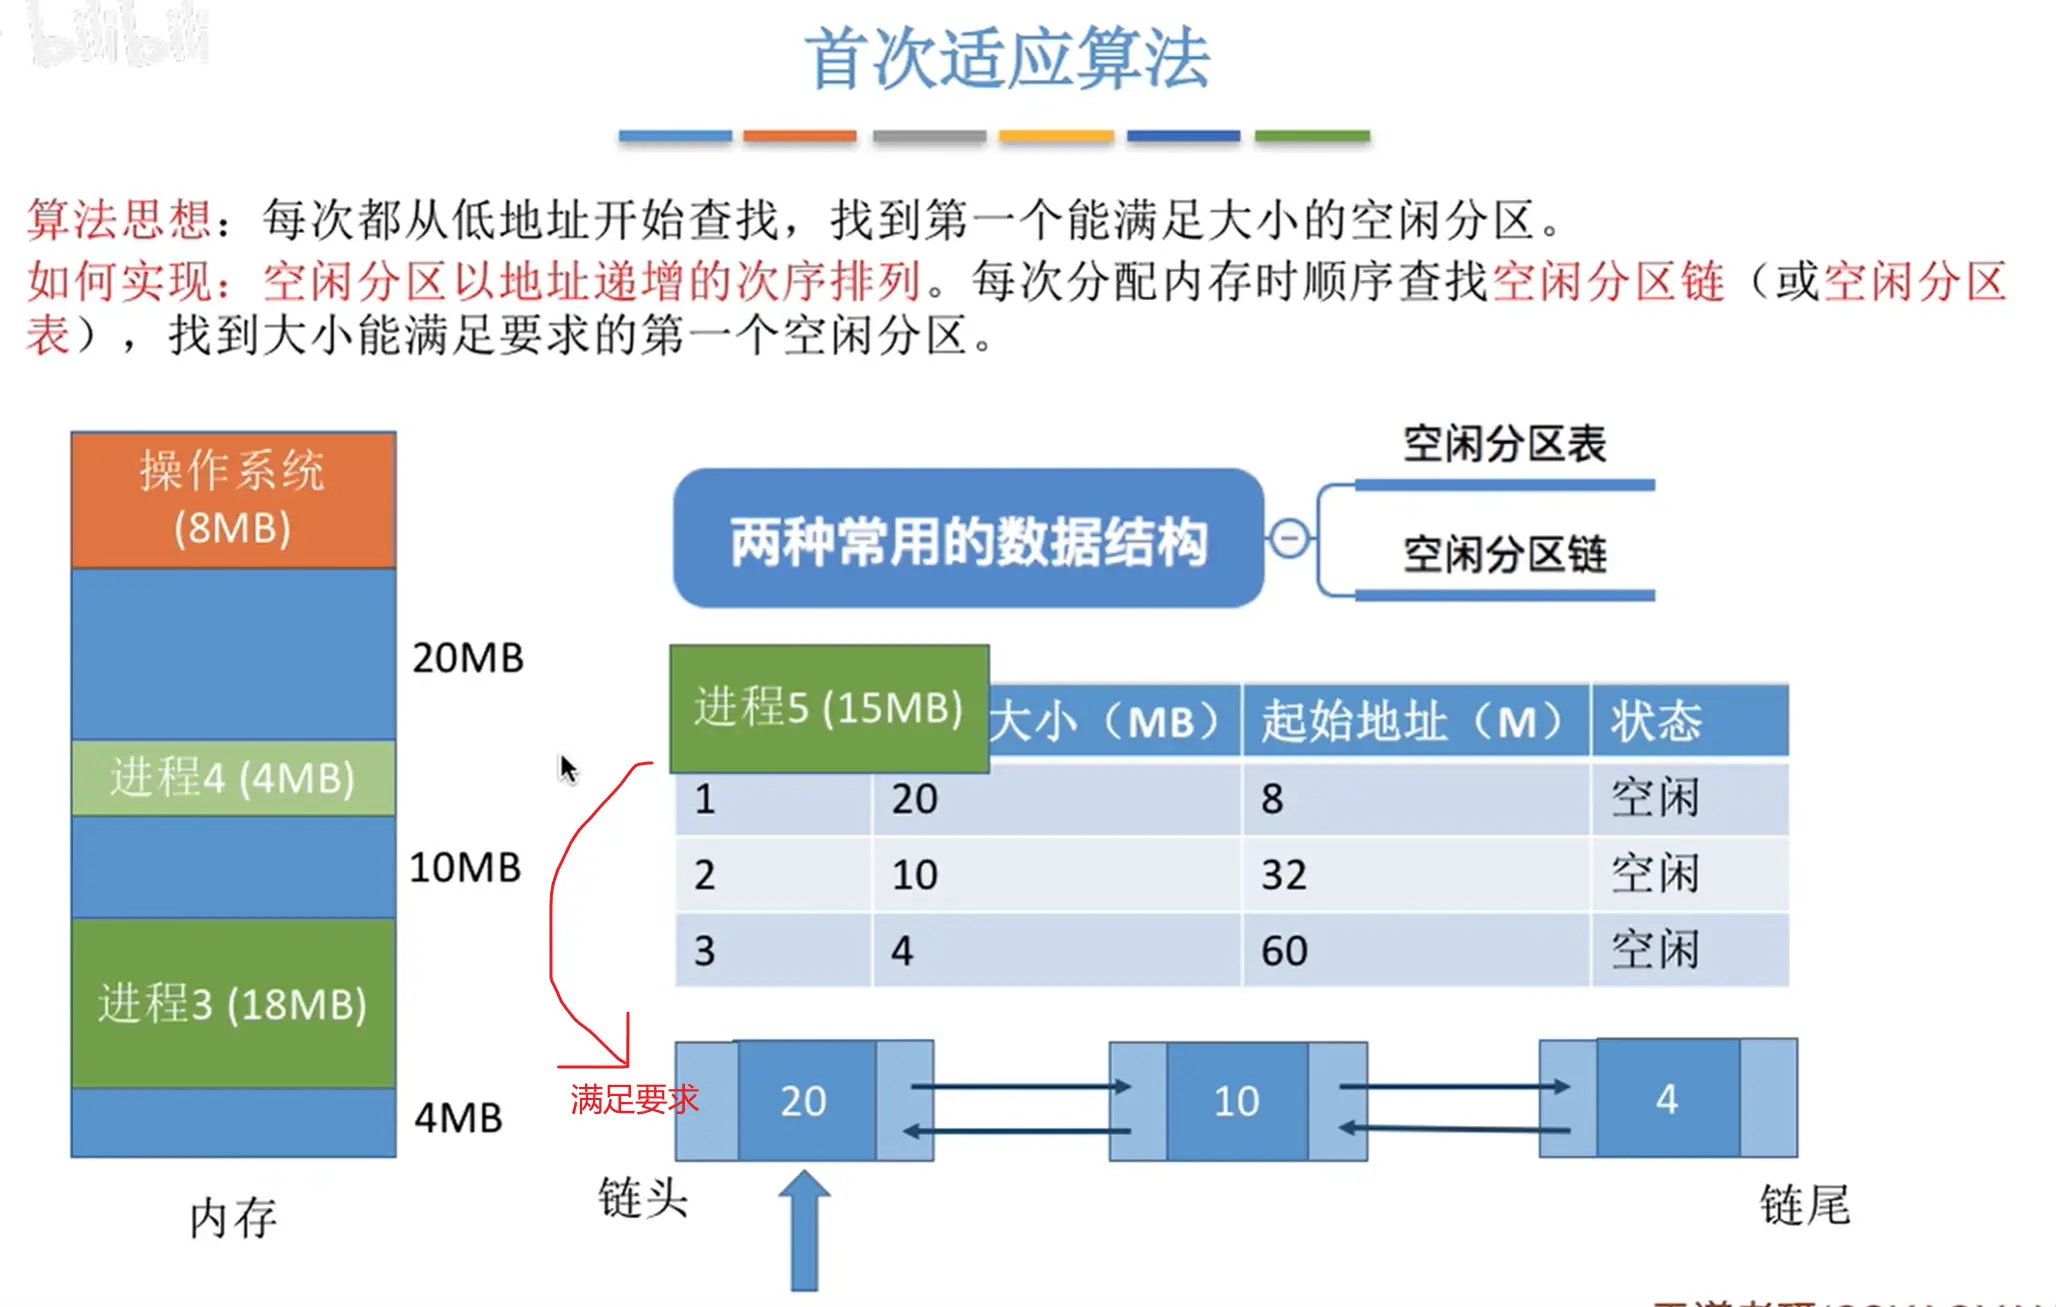 bilibili
首次适应算法
算法思想：每次都从低地址开始查找，找到第一个能满足大小的空闲分区。
如何实现：空闲分区以地址递增的次序排列。每次分配内存时顺序查找空闲分区链（或空闲分区
表），找到大小能满足要求的第一个空闲分区。
操作系统
(8MB)
20MB
进程4 (4MB)
10MB
进程3 (18MB)
4MB
内存
两种常用的数据结构
空闲分区表
空闲分区链
进程5 (15MB)
大小（MB） 起始地址（M） 状态
1 20 8 空闲
2 10 32 空闲
3 4 60 空闲
满足要求
20 10 4
链头
链尾